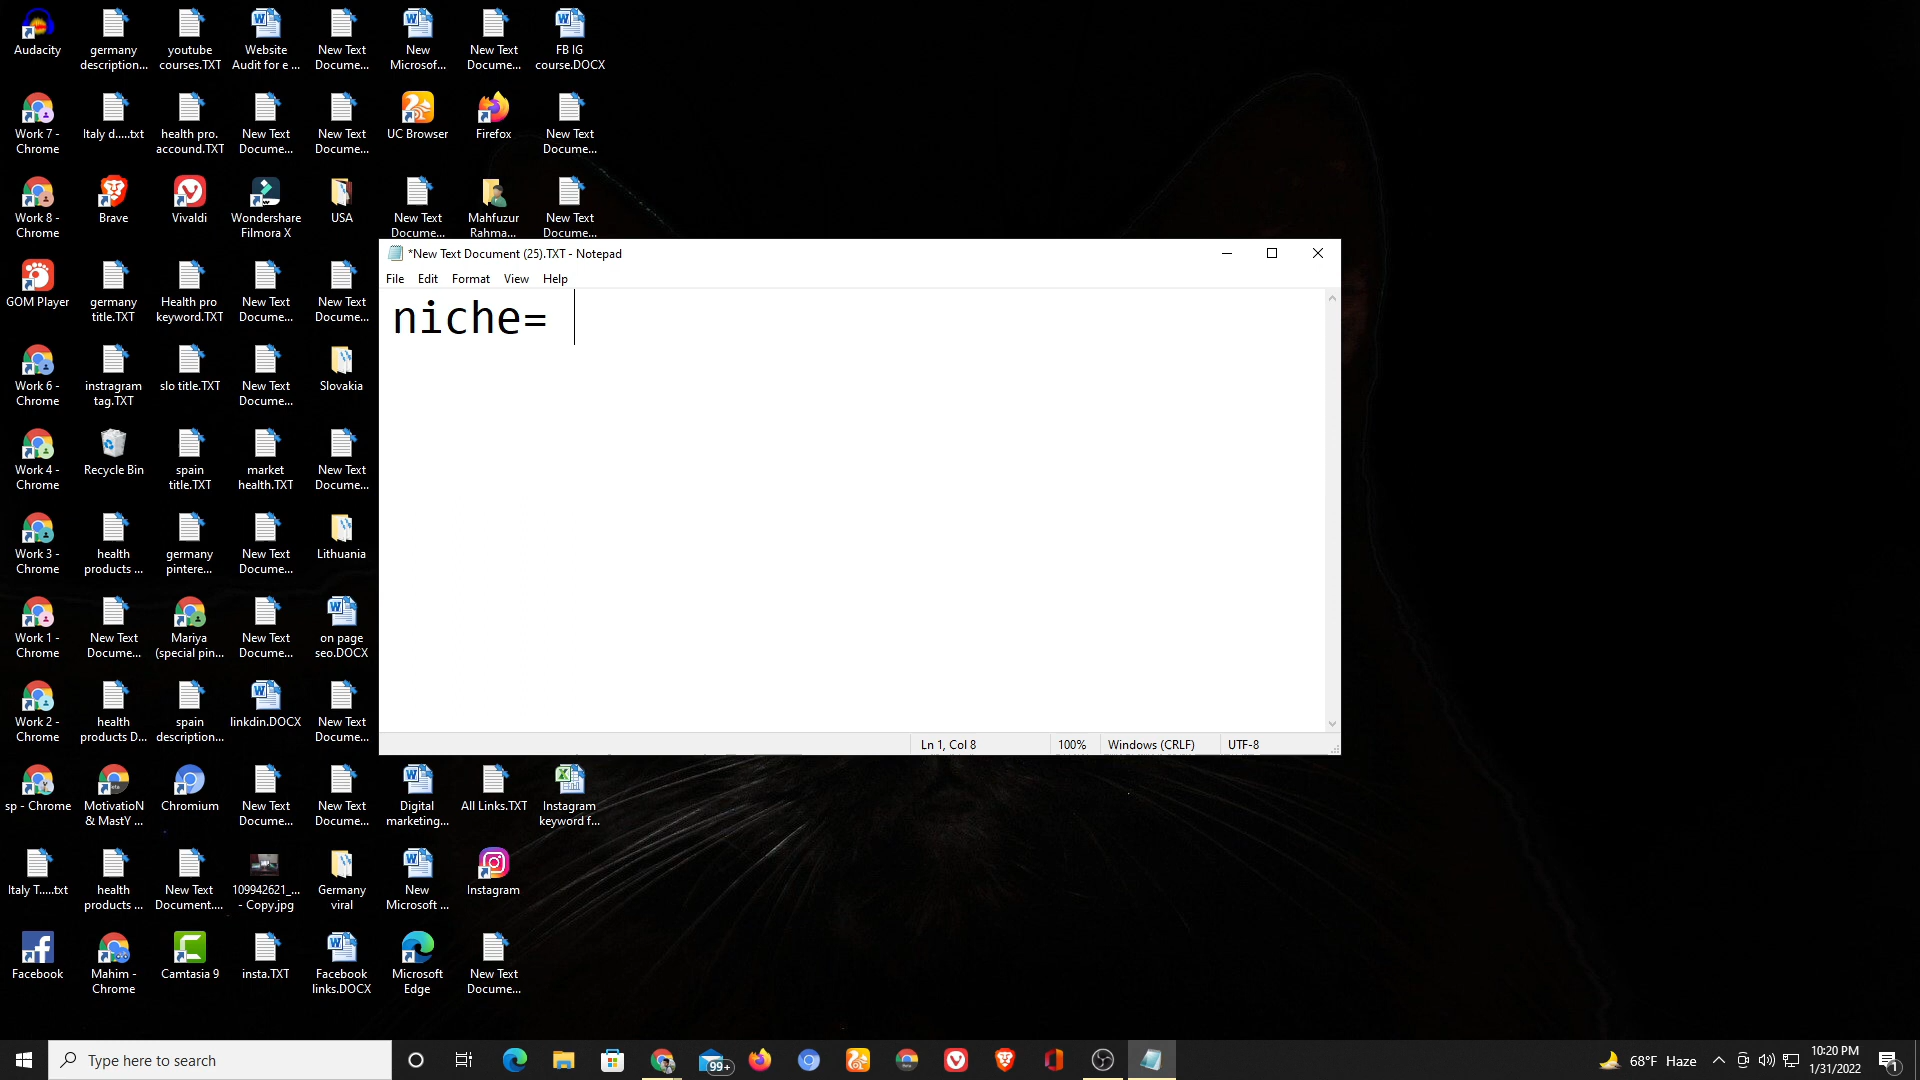 Audacity
germany
description...
youtube
courses.TXT
Website
Audit for e ...
New Text
Docume...
New
Microsof...
New Text
Docume...
FB IG
course.DOCX
Work 7 -
Chrome
Italy d.....txt
health pro.
accound.TXT
New Text
Docume...
New Text
Docume...
UC Browser
Firefox
New Text
Docume...
Work 8 -
Chrome
Brave
Vivaldi
Wondershare
Filmora X
USA
New Text
Docume...
Mahfuzur
Rahma...
New Text
Docume...
GOM Player
germany
title.TXT
Health pro
keyword.TXT
New Text
Docume...
New Text
Docume...
*New Text Document (25).TXT - Notepad
File Edit Format View Help
niche=
Ln 1, Col 8
100%
Windows (CRLF)
UTF-8
Work 6 -
Chrome
instragram
tag.TXT
slo title.TXT
New Text
Docume...
Slovakia
Work 4 -
Chrome
Recycle Bin
spain
title.TXT
market
health.TXT
New Text
Docume...
Work 3 -
Chrome
health
products ...
germany
pintere...
New Text
Docume...
Lithuania
Work 1 -
Chrome
New Text
Docume...
Mariya
(special pin...
New Text
Docume...
on page
seo.DOCX
Work 2 -
Chrome
health
products D...
spain
description...
linkdin.DOCX
New Text
Docume...
sp - Chrome
MotivatioN
& MastY ...
Chromium
New Text
Docume...
New Text
Docume...
Digital
marketing...
All Links.TXT
Instagram
keyword f...
Italy T.....txt
health
products ...
New Text
Document....
109942621_...
- Copy.jpg
Germany
viral
New
Microsoft ...
Instagram
Facebook
Mahim -
Chrome
Camtasia 9
insta.TXT
Facebook
links.DOCX
Microsoft
Edge
New Text
Docume...
Type here to search
99+
68°F Haze
10:20 PM
1/31/2022
1